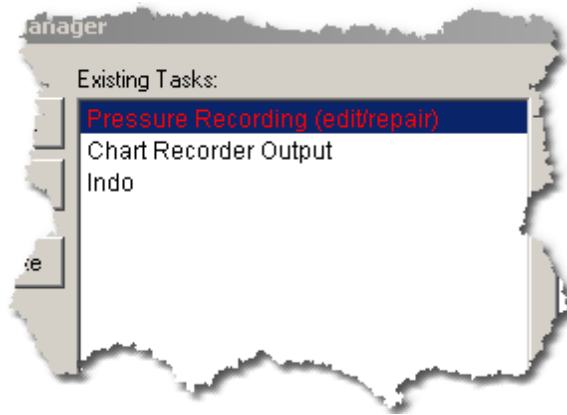 Existing Tasks:
Pressure Recording (edit/repair)
Chart Recorder Output
Indo